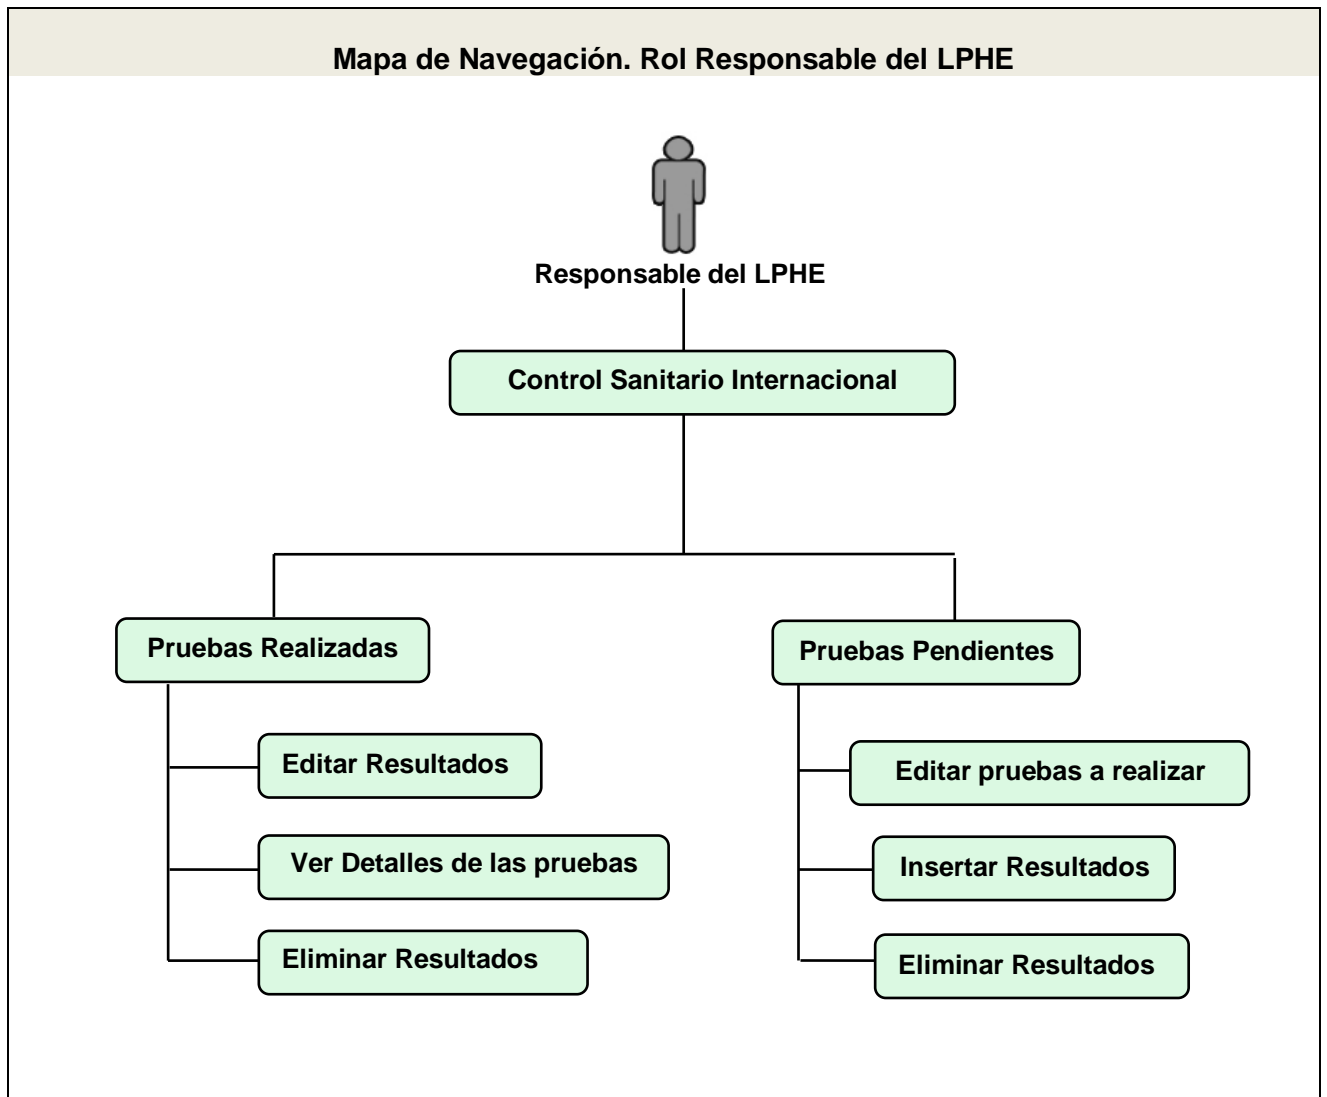 Mapa de Navegación. Rol Responsable del LPHE
Responsable del LPHE
Control Sanitario Internacional
Pruebas Realizadas
Editar Resultados
Ver Detalles de las pruebas
Eliminar Resultados
Pruebas Pendientes
Editar pruebas a realizar
Insertar Resultados
Eliminar Resultados